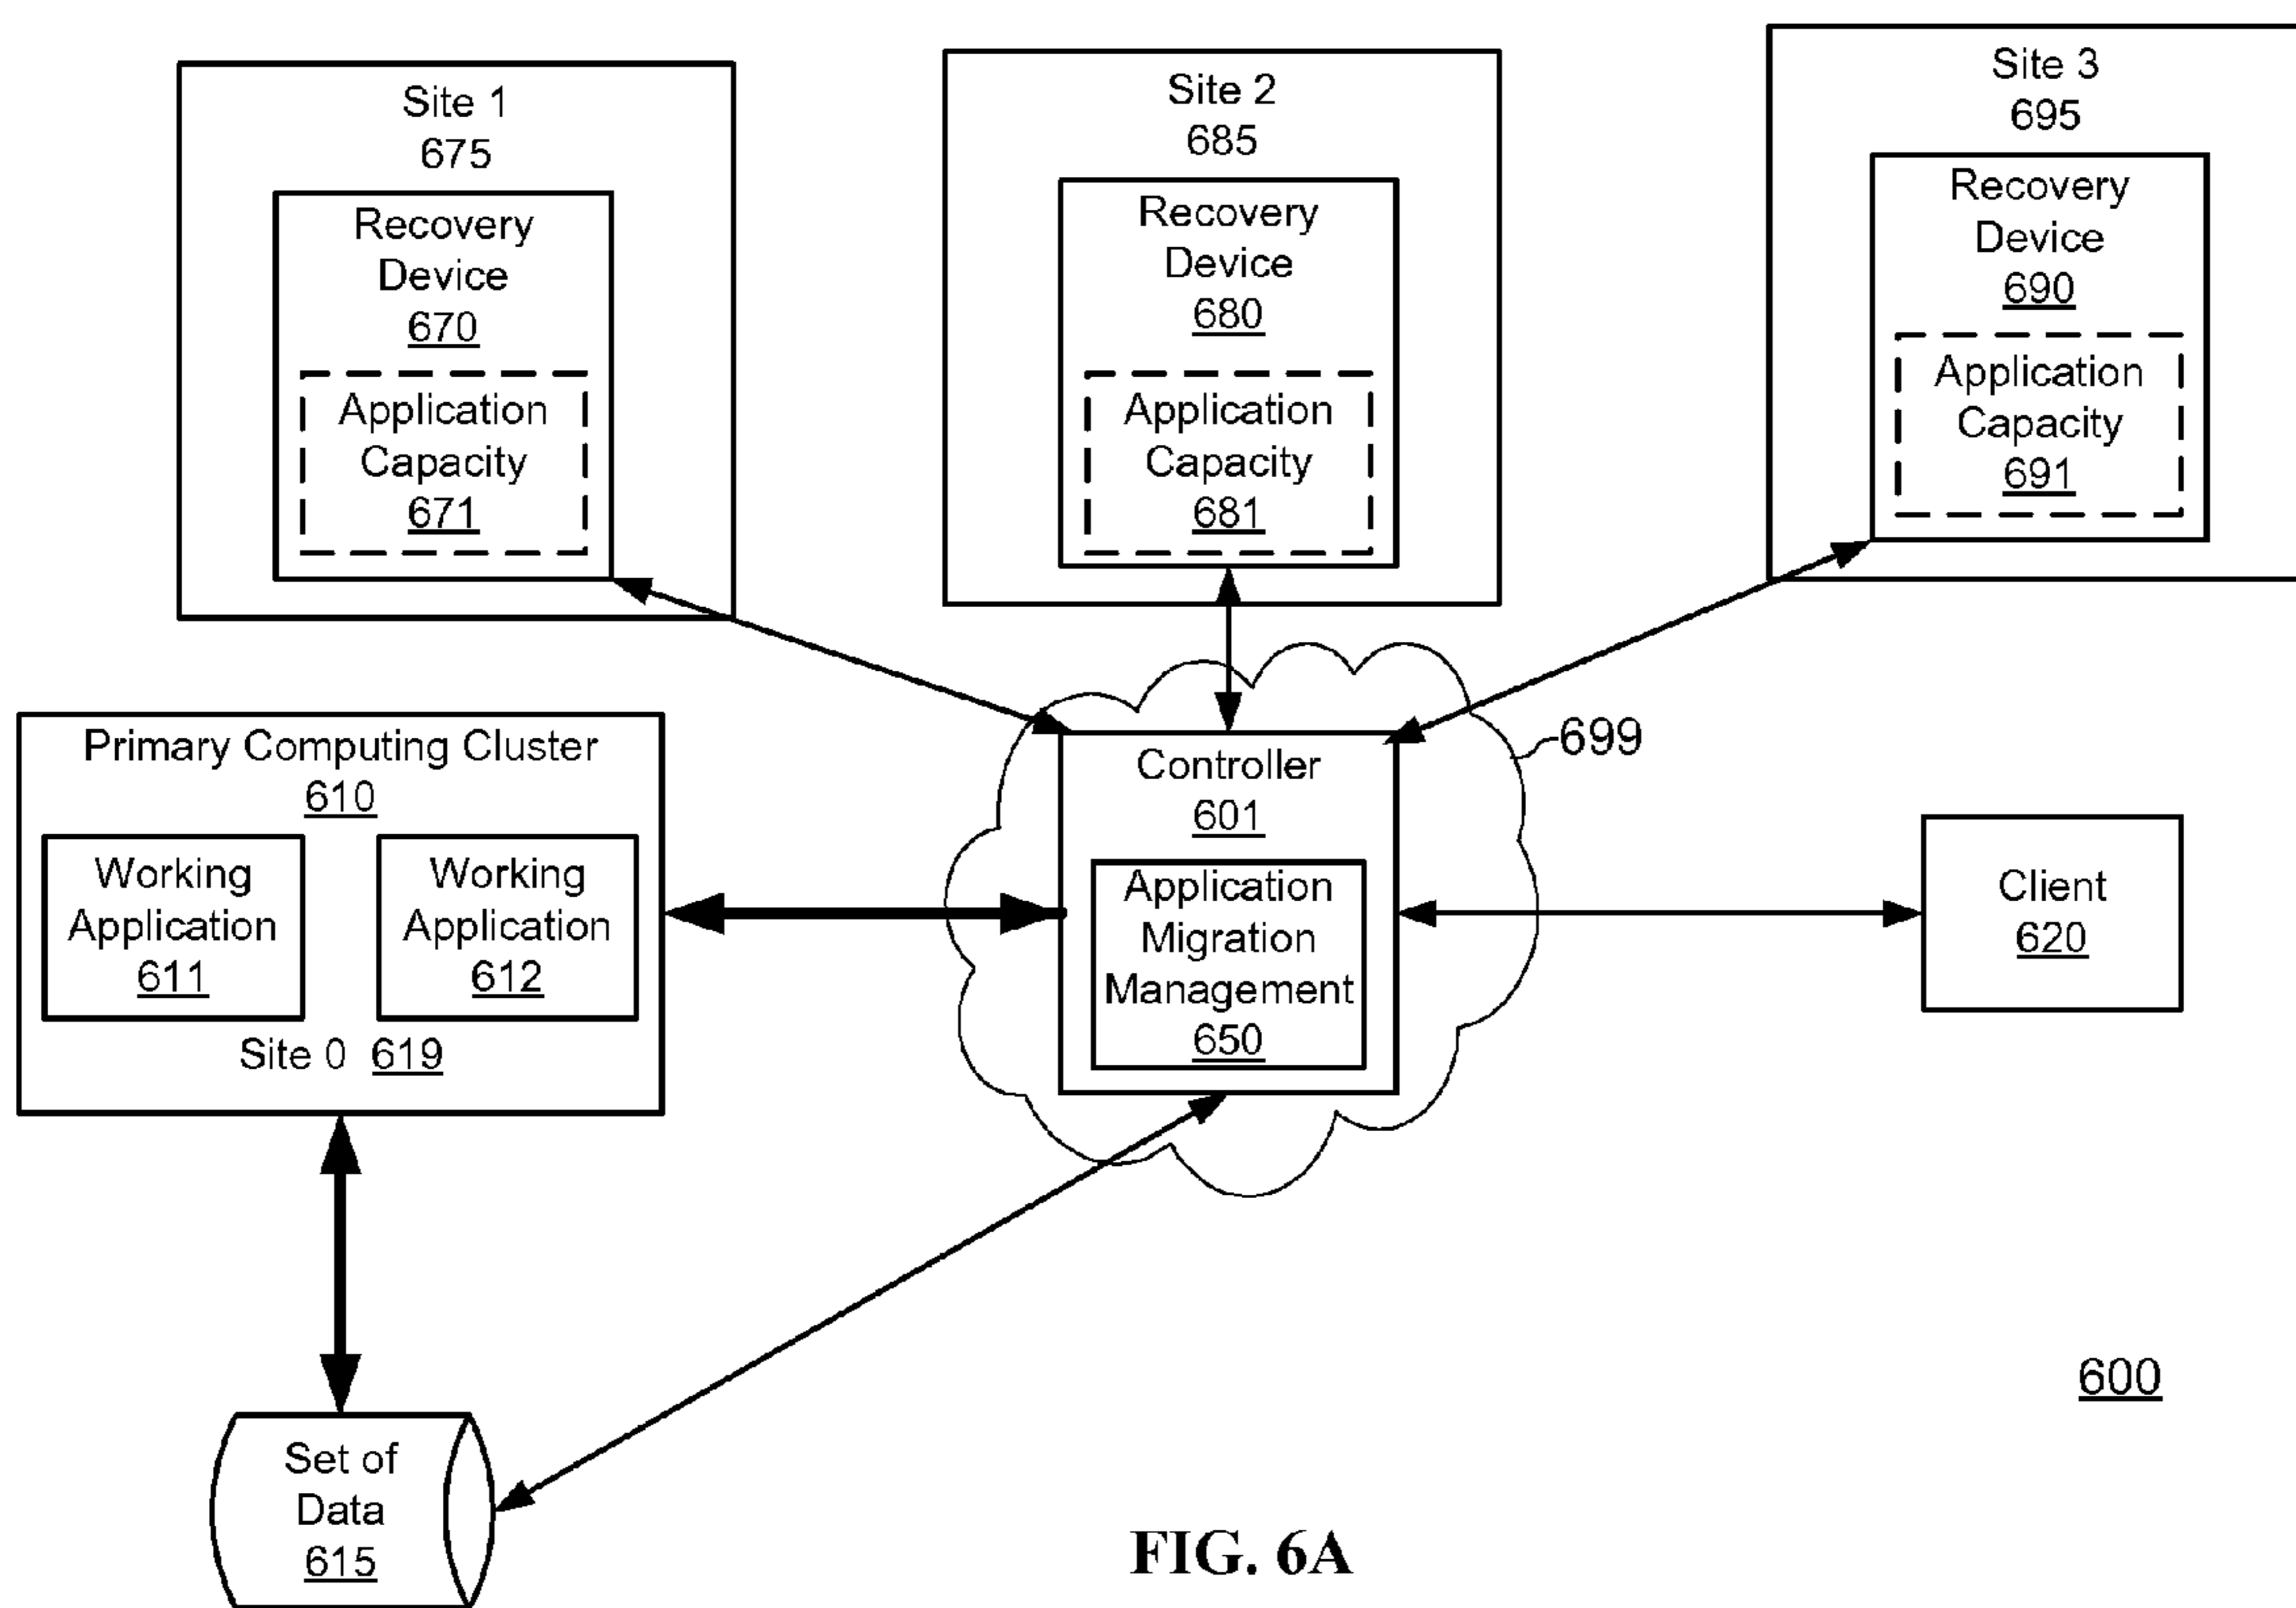 Site 1
675
Recovery
Device
670
Application
Capacity
671
Site 2
685
Recovery
Device
680
Application
Capacity
681
Site 3
695
Recovery
Device
690
Application
Capacity
691
Primary Computing Cluster
610
Working
Application
611
Working
Application
612
Site 0 619
Controller
601
Application
Migration
Management
650
699
Client
620
Set of
Data
615
600
FIG. 6A